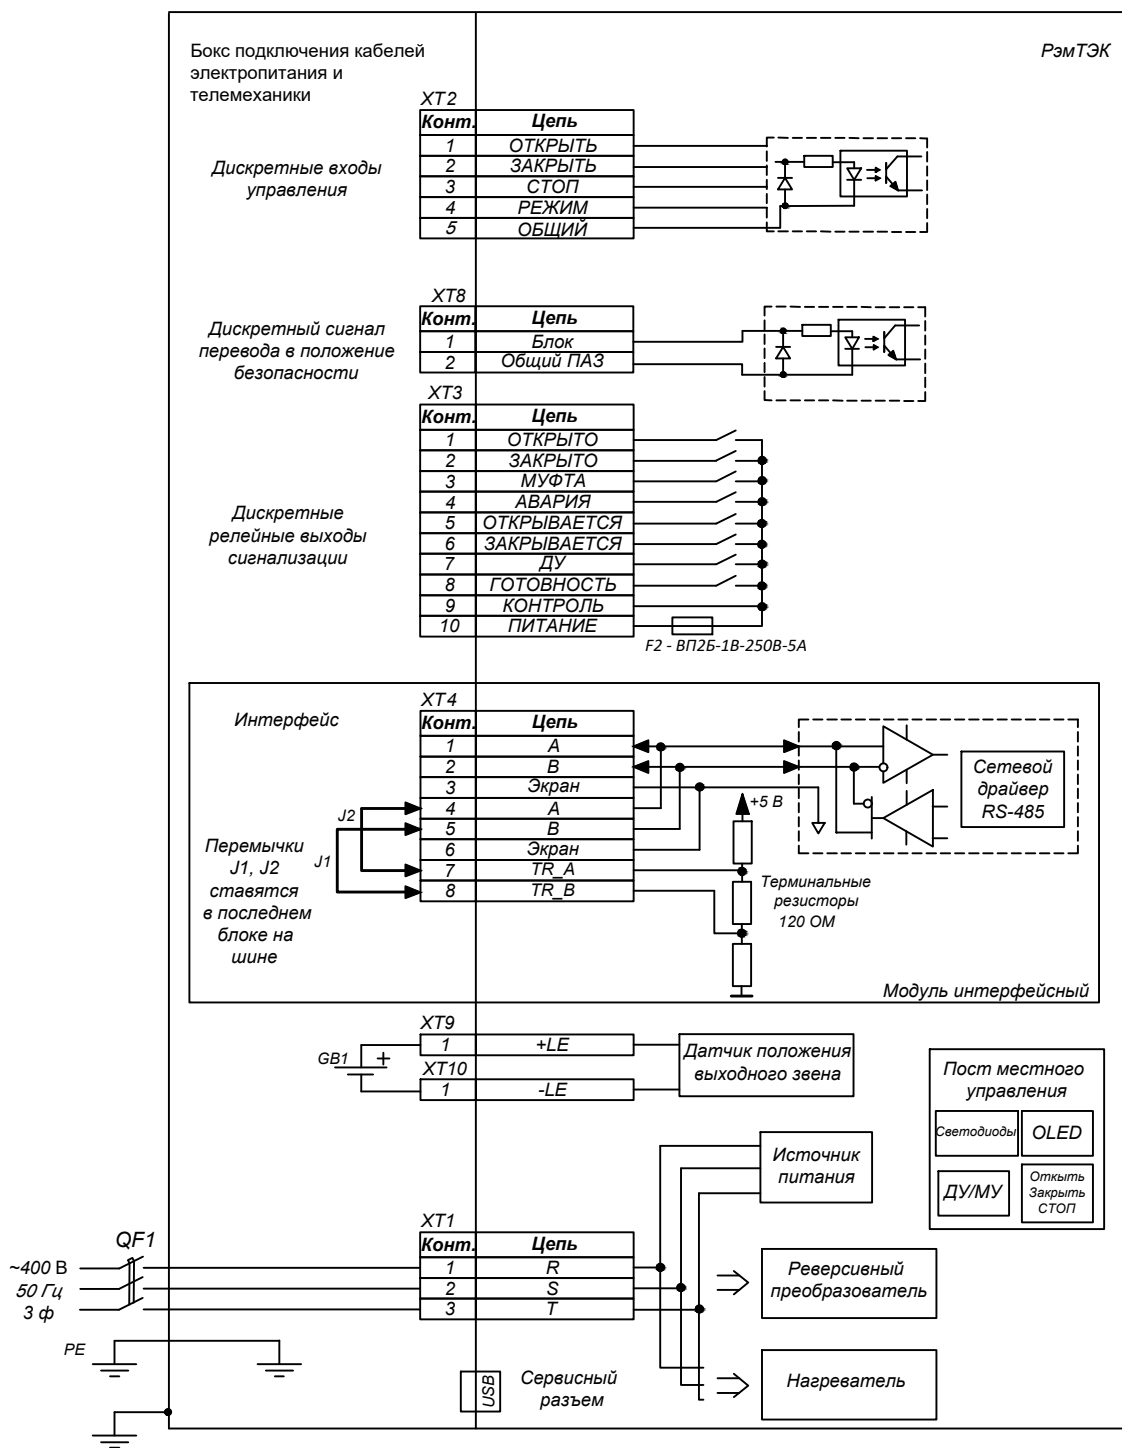 Бокс подключения кабелей
электропитания и
телемеханики
РэмТЭК
XT2
Конт. Цепь
Дискретные входы
управления
1 ОТКРЫТЬ
2 ЗАКРЫТЬ
3 СТОП
4 РЕЖИМ
5 ОБЩИЙ
XT8
Конт. Цепь
Дискретный сигнал
перевода в положение
безопасности
1 Блок
2 Общий ПАЗ
XT3
Конт. Цепь
1 ОТКРЫТО
2 ЗАКРЫТО
3 МУФТА
4 АВАРИЯ
5 ОТКРЫВАЕТСЯ
6 ЗАКРЫВАЕТСЯ
7 ДУ
8 ГОТОВНОСТЬ
9 КОНТРОЛЬ
10 ПИТАНИЕ
Дискретные
релейные выходы
сигнализации
F2 - ВП2Б-1В-250В-5А
Интерфейс
XT4
Конт. Цепь
1 A
2 B
3 Экран
4 A
5 B
6 Экран
7 TR_A
8 TR_B
J2
J1
Перемычки
J1, J2
ставятся
в последнем
блоке на
шине
+5 В
Терминальные
резисторы
120 ОМ
Сетевой
драйвер
RS-485
Модуль интерфейсный
XT9
1 +LE
GB1
+
XT10
1 -LE
Датчик положения
выходного звена
Пост местного
управления
Светодиоды
OLED
ДУ/МУ
Откыть
Закрыть
СТОП
Источник
питания
QF1
~400 В
50 Гц
3 ф
XT1
Конт. Цепь
1 R
2 S
3 T
Реверсивный
преобразователь
PE
USB
Сервисный
разъем
Нагреватель